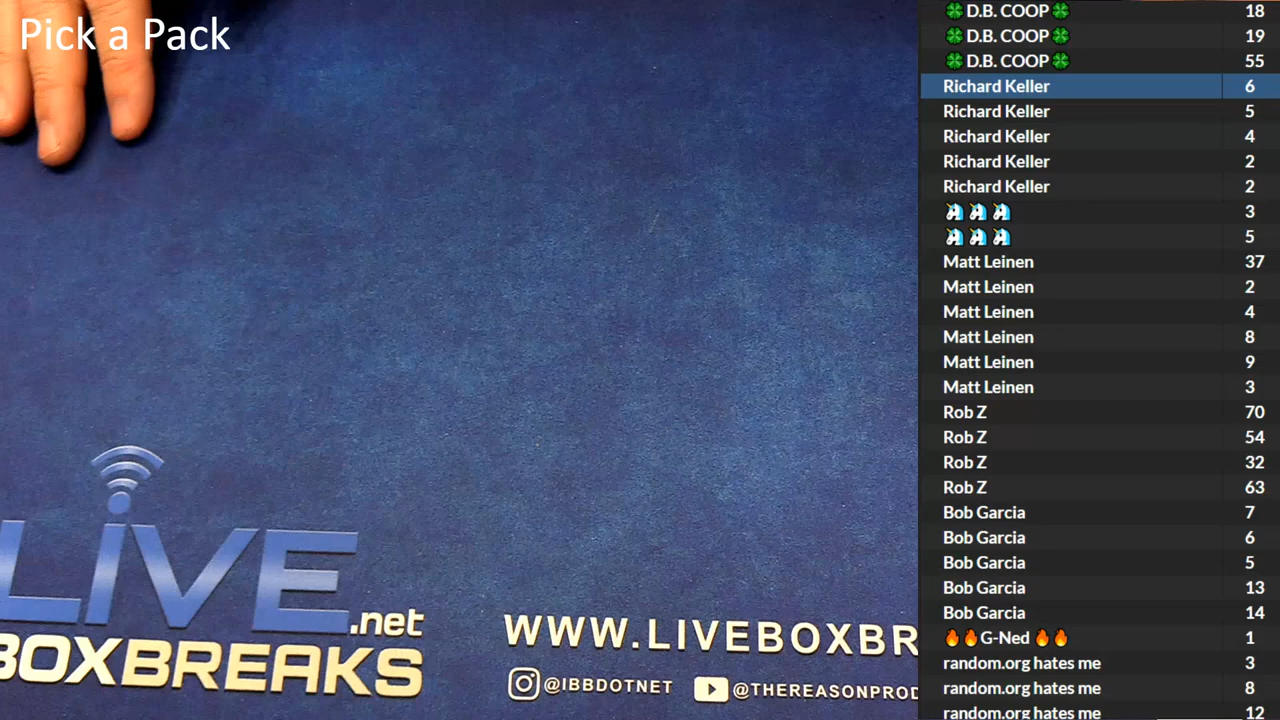 Pick a Pack
🍀 D.B. COOP 🍀 18
🍀 D.B. COOP 🍀 19
🍀 D.B. COOP 🍀 55
Richard Keller 6
Richard Keller 5
Richard Keller 4
Richard Keller 2
Richard Keller 2
🦄 🦄 🦄 3
🦄 🦄 🦄 5
Matt Leinen 37
Matt Leinen 2
Matt Leinen 4
Matt Leinen 8
Matt Leinen 9
Matt Leinen 3
Rob Z 70
Rob Z 54
Rob Z 32
Rob Z 63
Bob Garcia 7
Bob Garcia 6
Bob Garcia 5
Bob Garcia 13
Bob Garcia 14
🔥🔥G-Ned 🔥🔥 1
random.org hates me 3
random.org hates me 8
random.org hates me 12
LIVE.net
BOXBREAKS
WWW.LIVEBOXBR
@IBBDOTNET @THEREASONPROD